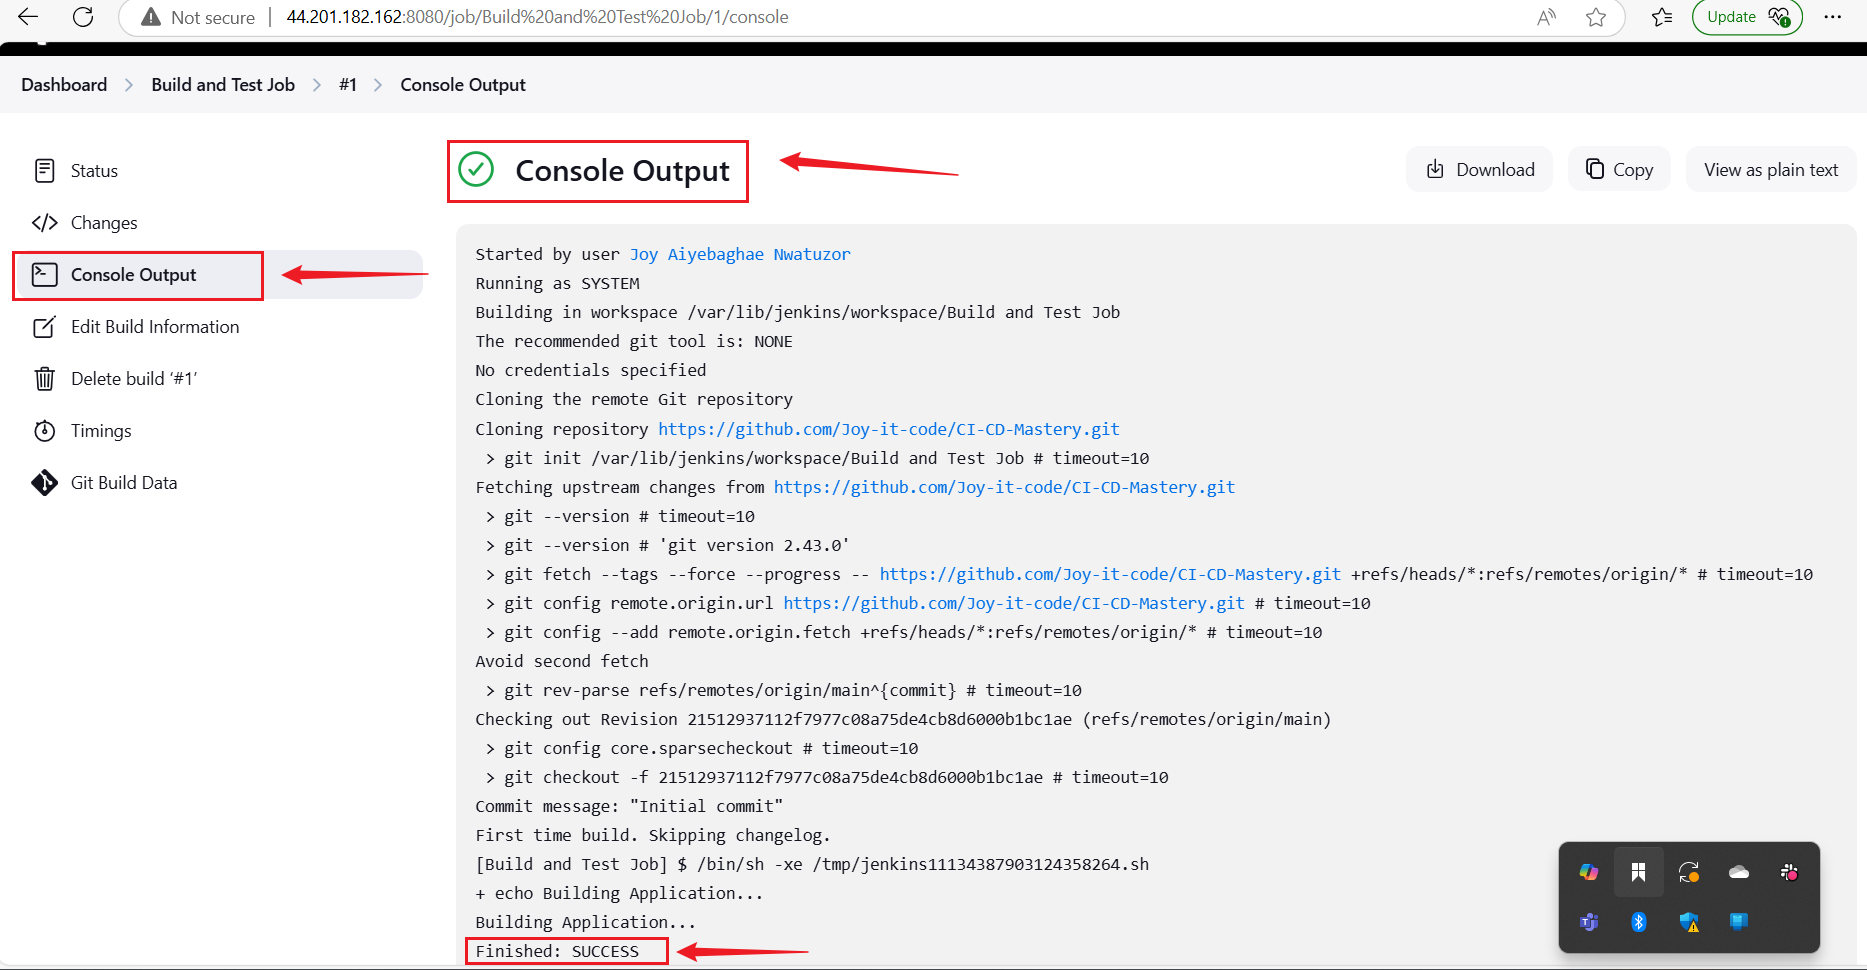 Not secure | 44.201.182.162:8080/job/Build%20and%20Test%20Job/1/console
Update
Dashboard > Build and Test Job > #1 > Console Output
Status
Changes
Console Output
Edit Build Information
Delete build ‘#1’
Timings
Git Build Data
Console Output
Download
Copy
View as plain text
Started by user Joy Aiyebaghae Nwatuzor
Running as SYSTEM
Building in workspace /var/lib/jenkins/workspace/Build and Test Job
The recommended git tool is: NONE
No credentials specified
Cloning the remote Git repository
Cloning repository https://github.com/Joy-it-code/CI-CD-Mastery.git
> git init /var/lib/jenkins/workspace/Build and Test Job # timeout=10
Fetching upstream changes from https://github.com/Joy-it-code/CI-CD-Mastery.git
> git --version # timeout=10
> git --version # 'git version 2.43.0'
> git fetch --tags --force --progress -- https://github.com/Joy-it-code/CI-CD-Mastery.git +refs/heads/*:refs/remotes/origin/* # timeout=10
> git config remote.origin.url https://github.com/Joy-it-code/CI-CD-Mastery.git # timeout=10
> git config --add remote.origin.fetch +refs/heads/*:refs/remotes/origin/* # timeout=10
Avoid second fetch
> git rev-parse refs/remotes/origin/main^{commit} # timeout=10
Checking out Revision 21512937112f7977c08a75de4cb8d6000b1bc1ae (refs/remotes/origin/main)
> git config core.sparsecheckout # timeout=10
> git checkout -f 21512937112f7977c08a75de4cb8d6000b1bc1ae # timeout=10
Commit message: "Initial commit"
First time build. Skipping changelog.
[Build and Test Job] $ /bin/sh -xe /tmp/jenkins11134387903124358264.sh
+ echo Building Application...
Building Application...
Finished: SUCCESS